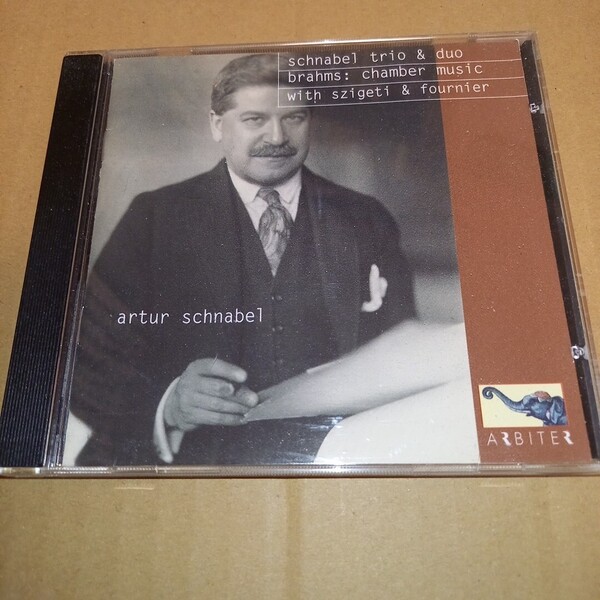 schnabel trio & duo
brahms: chamber music
with szigeti & fournier
artur schnabel
ARBITER